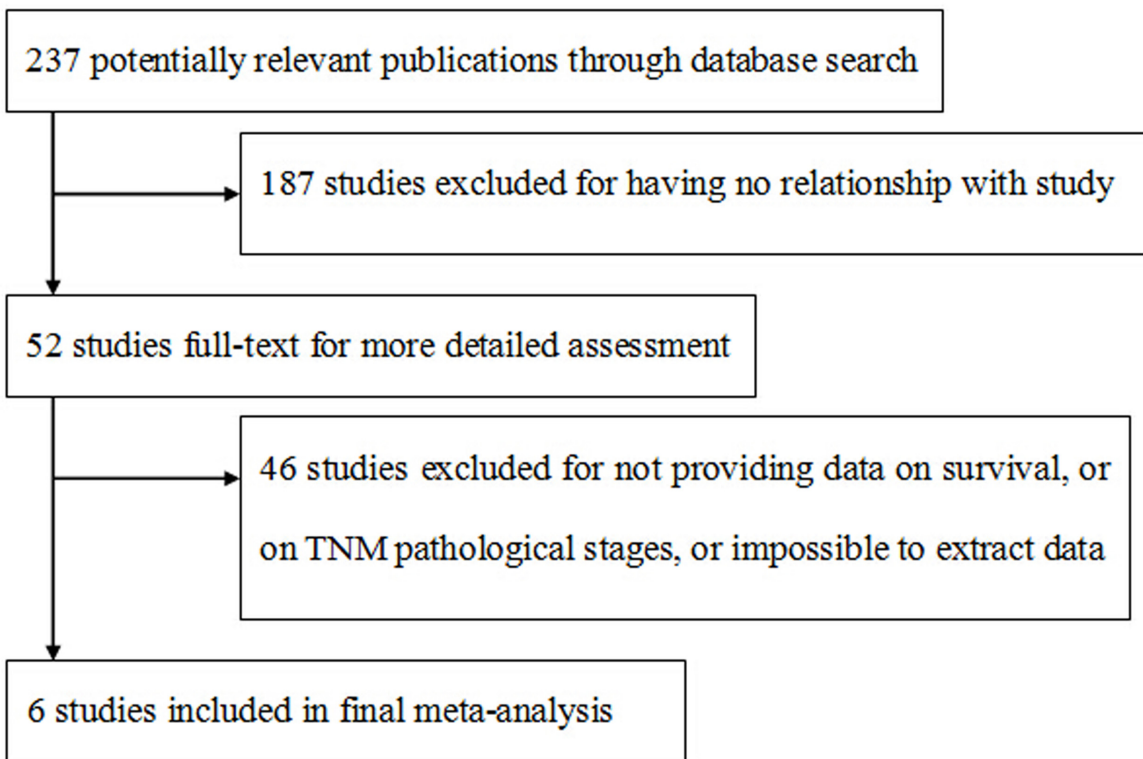 237 potentially relevant publications through database search
187 studies excluded for having no relationship with study
52 studies full-text for more detailed assessment
46 studies excluded for not providing data on survival, or
on TNM pathological stages, or impossible to extract data
6 studies included in final meta-analysis